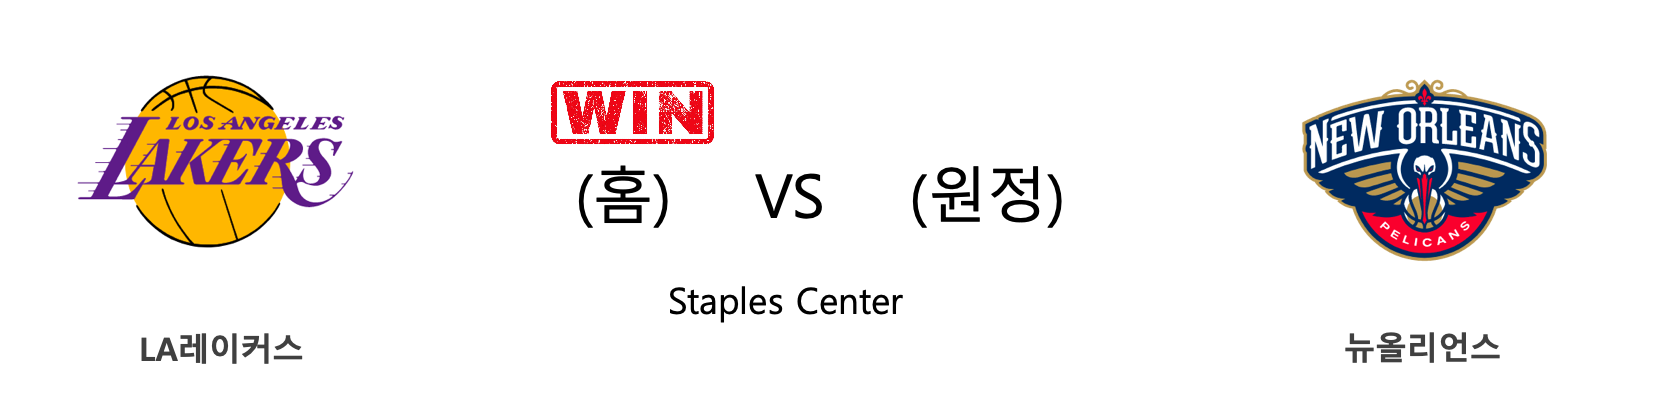 LOS ANGELES
LAKERS
WIN
(홈) VS (원정)
Staples Center
LA레이커스
NEW ORLEANS
PELICANS
뉴올리언스